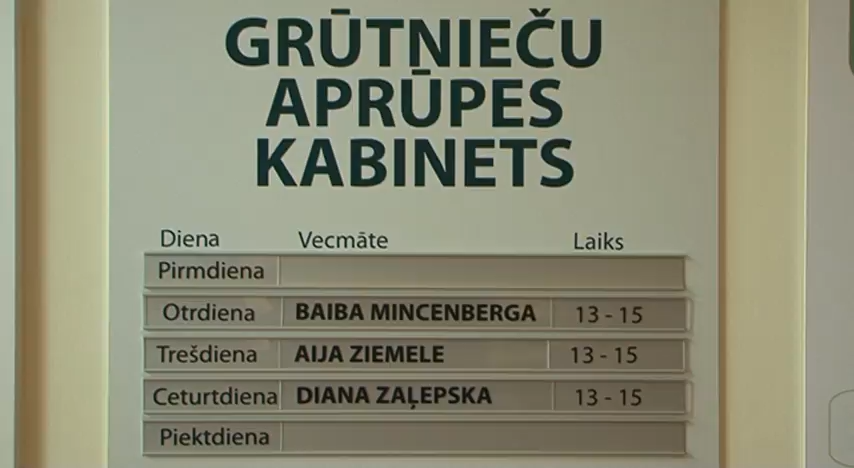 GRŪTNIEČU
APRŪPES
KABINETS
Diena Vecmāte Laiks
Pirmdiena
Otrdiena BAIBA MINCENBERGA 13 - 15
Trešdiena AIJA ZIEMELE 13 - 15
Ceturtdiena DIANA ZAĻEPSKA 13 - 15
Piektdiena